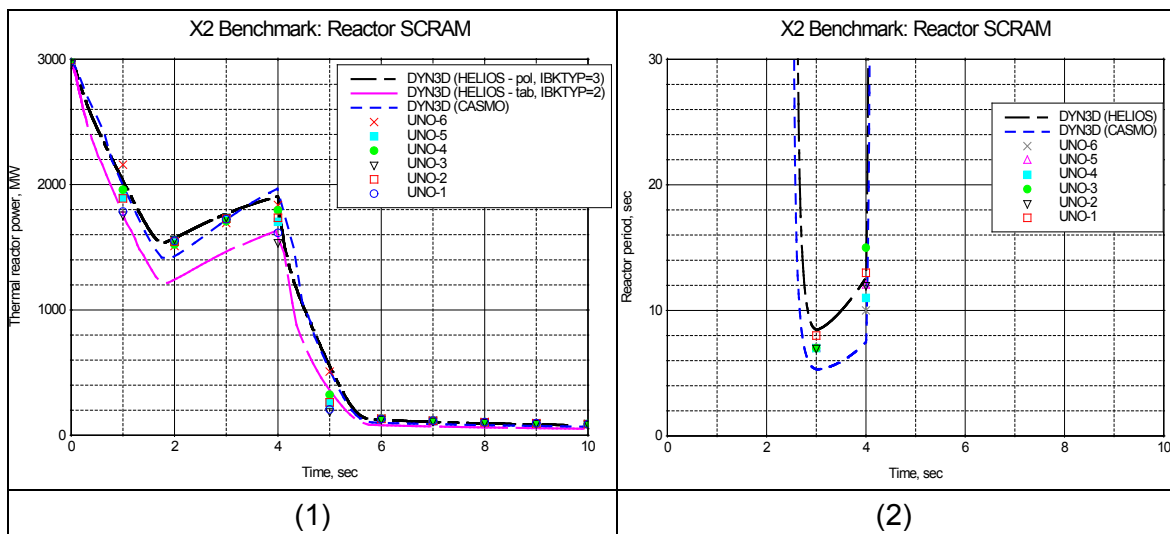 X2 Benchmark: Reactor SCRAM
3000
2000
1000
0
0
2
4
6
8
10
Thermal reactor power, MW
Time, sec
DYN3D (HELIOS - pol, IBKTYP=3)
DYN3D (HELIOS - tab, IBKTYP=2)
DYN3D (CASMO)
UNO-6
UNO-5
UNO-4
UNO-3
UNO-2
UNO-1
(1)
X2 Benchmark: Reactor SCRAM
30
20
10
0
0
2
4
6
8
10
Reactor period, sec
Time, sec
DYN3D (HELIOS)
DYN3D (CASMO)
UNO-6
UNO-5
UNO-4
UNO-3
UNO-2
UNO-1
(2)